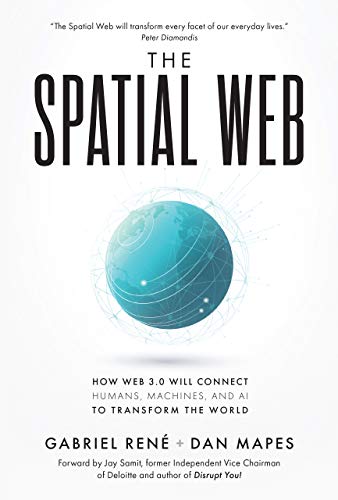 “The Spatial Web will transform every facet of our everyday lives.”
Peter Diamandis
THE
SPATIAL WEB
HOW WEB 3.0 WILL CONNECT
HUMANS, MACHINES, AND AI
TO TRANSFORM THE WORLD
GABRIEL RENÉ + DAN MAPES
Forward by Jay Samit, former Independent Vice Chairman
of Deloitte and author of Disrupt You!